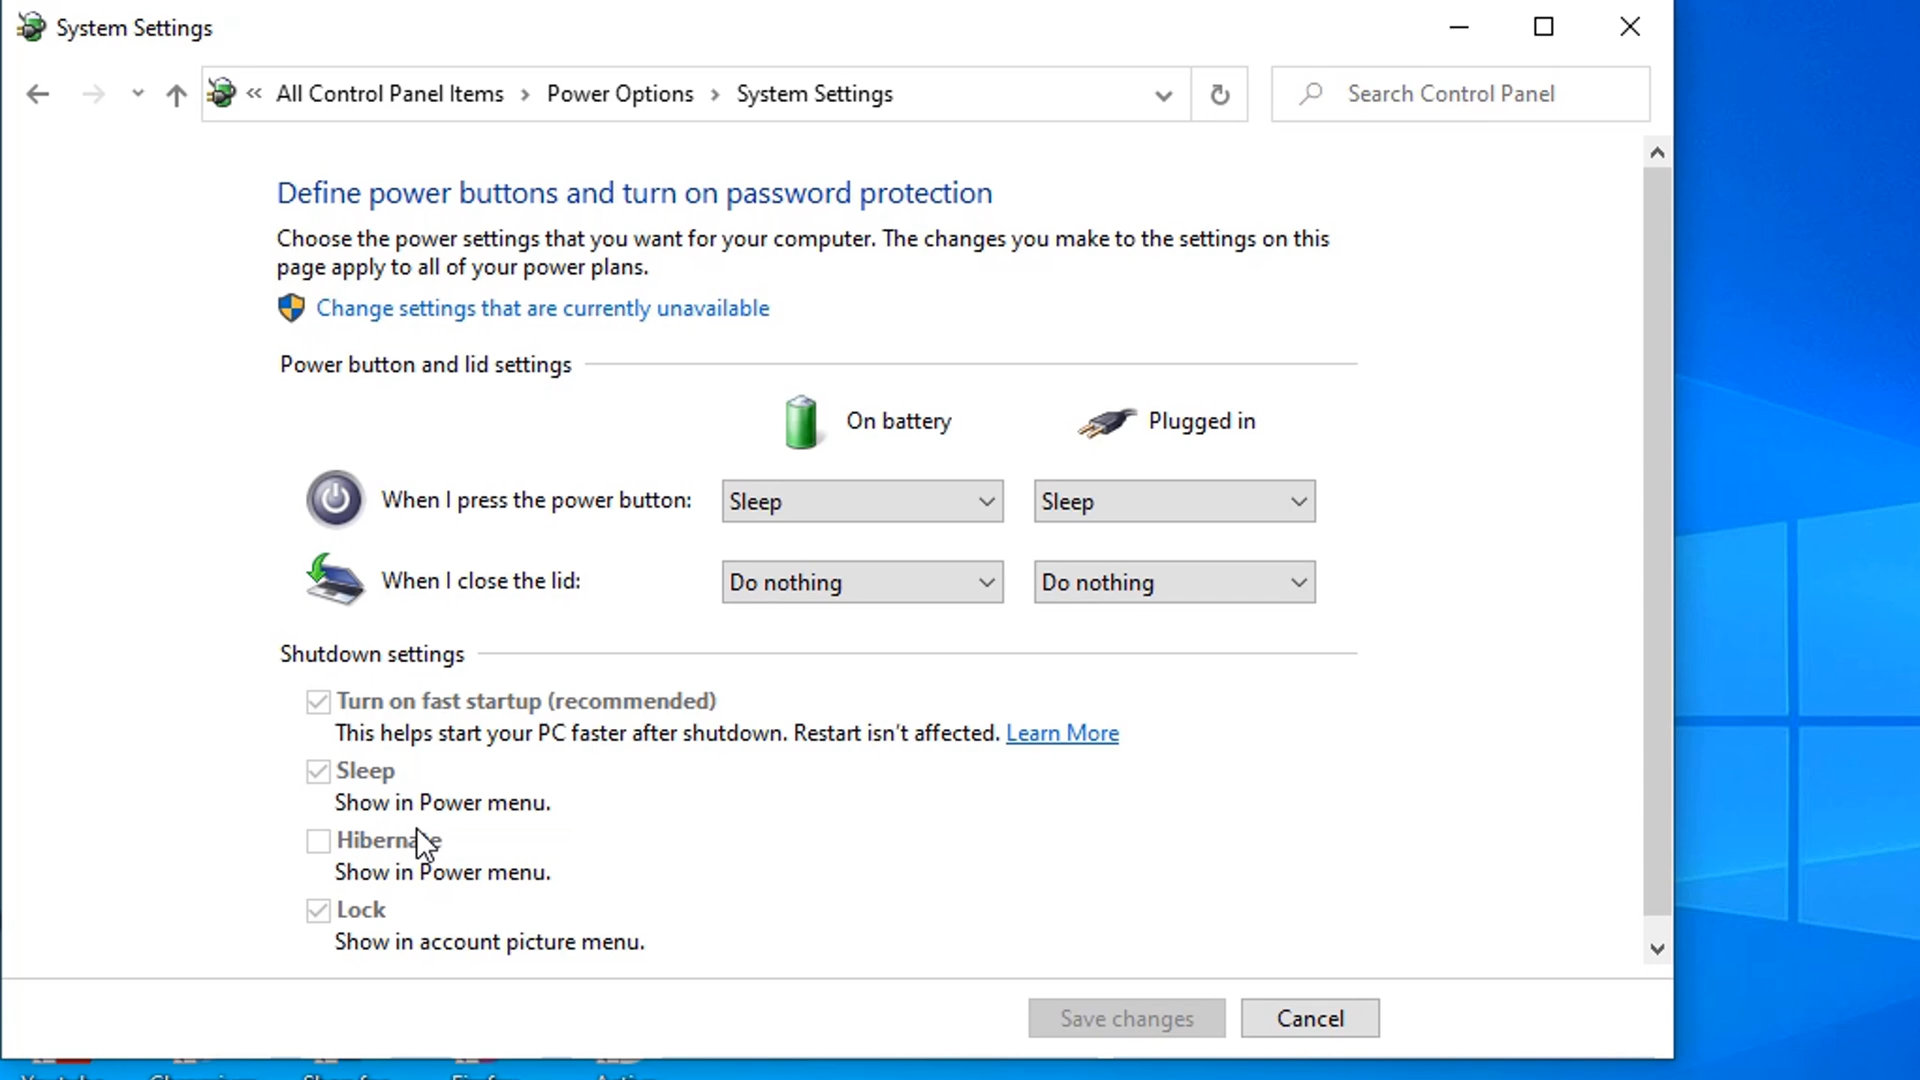 System Settings
« All Control Panel Items › Power Options › System Settings
Search Control Panel
Define power buttons and turn on password protection
Choose the power settings that you want for your computer. The changes you make to the settings on this
page apply to all of your power plans.
Change settings that are currently unavailable
Power button and lid settings
On battery
Plugged in
When I press the power button: Sleep Sleep
When I close the lid: Do nothing Do nothing
Shutdown settings
Turn on fast startup (recommended)
This helps start your PC faster after shutdown. Restart isn't affected. Learn More
Sleep
Show in Power menu.
Hibernate
Show in Power menu.
Lock
Show in account picture menu.
Save changes Cancel